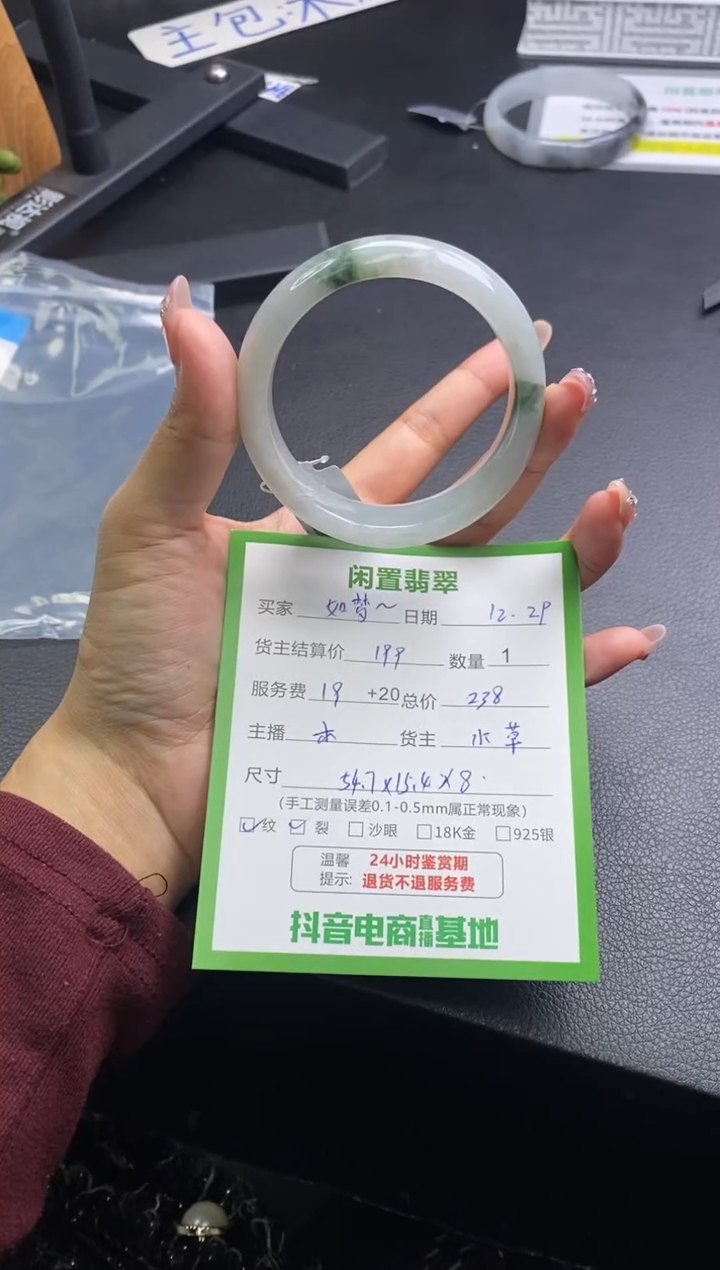 主包:
闲置翡翠
买家 如梦~ 日期 12.29
货主结算价 199 数量 1
服务费 19 +20 总价 238
主播 货主 水草
尺寸 54.7x15.4x8
(手工测量误差0.1-0.5mm属正常现象)
☑纹 ☑裂 □沙眼 □18K金 □925银
温馨 24小时鉴赏期
提示: 退货不退服务费
抖音电商直播基地